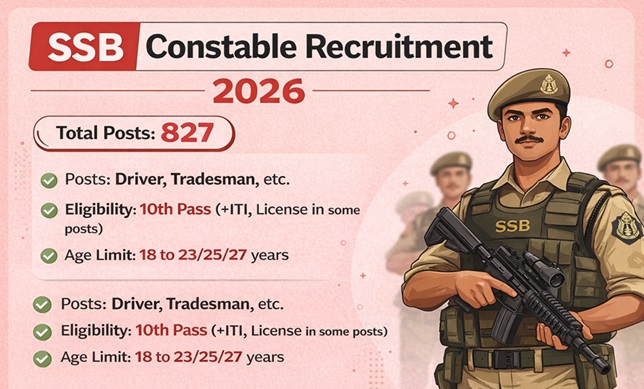 SSB Constable Recruitment
2026
Total Posts: 827
Posts: Driver, Tradesman, etc.
Eligibility: 10th Pass (+ITI, License in some
posts)
Age Limit: 18 to 23/25/27 years
Posts: Driver, Tradesman, etc.
Eligibility: 10th Pass (+ITI, License in some posts)
Age Limit: 18 to 23/25/27 years
SSB